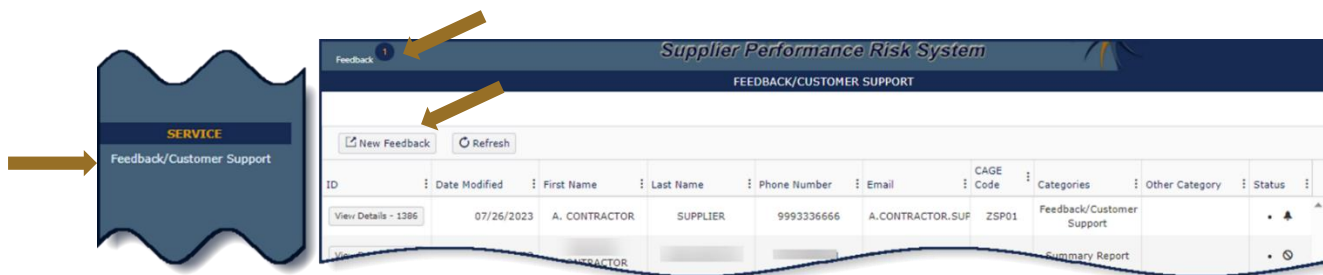 SERVICE
Feedback/Customer Support
Feedback 1
Supplier Performance Risk System
FEEDBACK/CUSTOMER SUPPORT
New Feedback Refresh
ID Date Modified First Name Last Name Phone Number Email CAGE Code Categories Other Category Status
View Details - 1386 07/26/2023 A. CONTRACTOR SUPPLIER 9993336666 A.CONTRACTOR.SUP ZSP01 Feedback/Customer Support
Summary Report